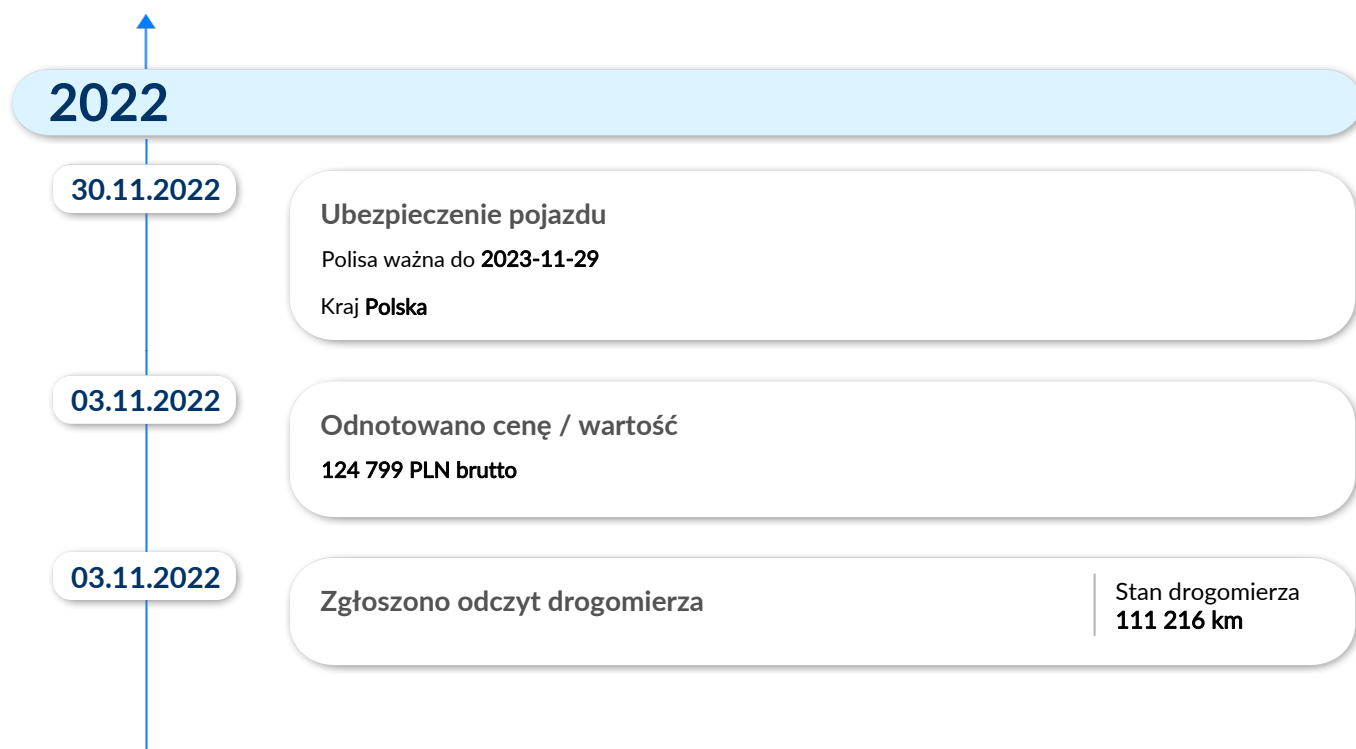 2022
30.11.2022
Ubezpieczenie pojazdu
Polisa ważna do 2023-11-29
Kraj Polska
03.11.2022
Odnotowano cenę / wartość
124 799 PLN brutto
03.11.2022
Zgłoszono odczyt drogomierza
Stan drogomierza
111 216 km